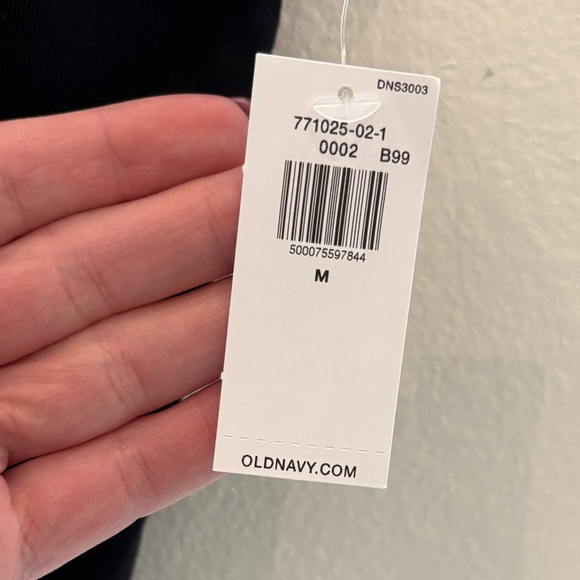 DNS3003
771025-02-1
0002 B99
500075597844
M
OLDNAVY.COM